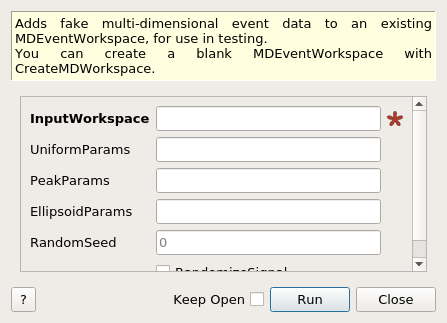 Adds fake multi-dimensional event data to an existing
MDEventWorkspace, for use in testing.
You can create a blank MDEventWorkspace with
CreateMDWorkspace.
InputWorkspace
UniformParams
PeakParams
EllipsoidParams
RandomSeed 0
RandomizeSignal
? Keep Open Run Close